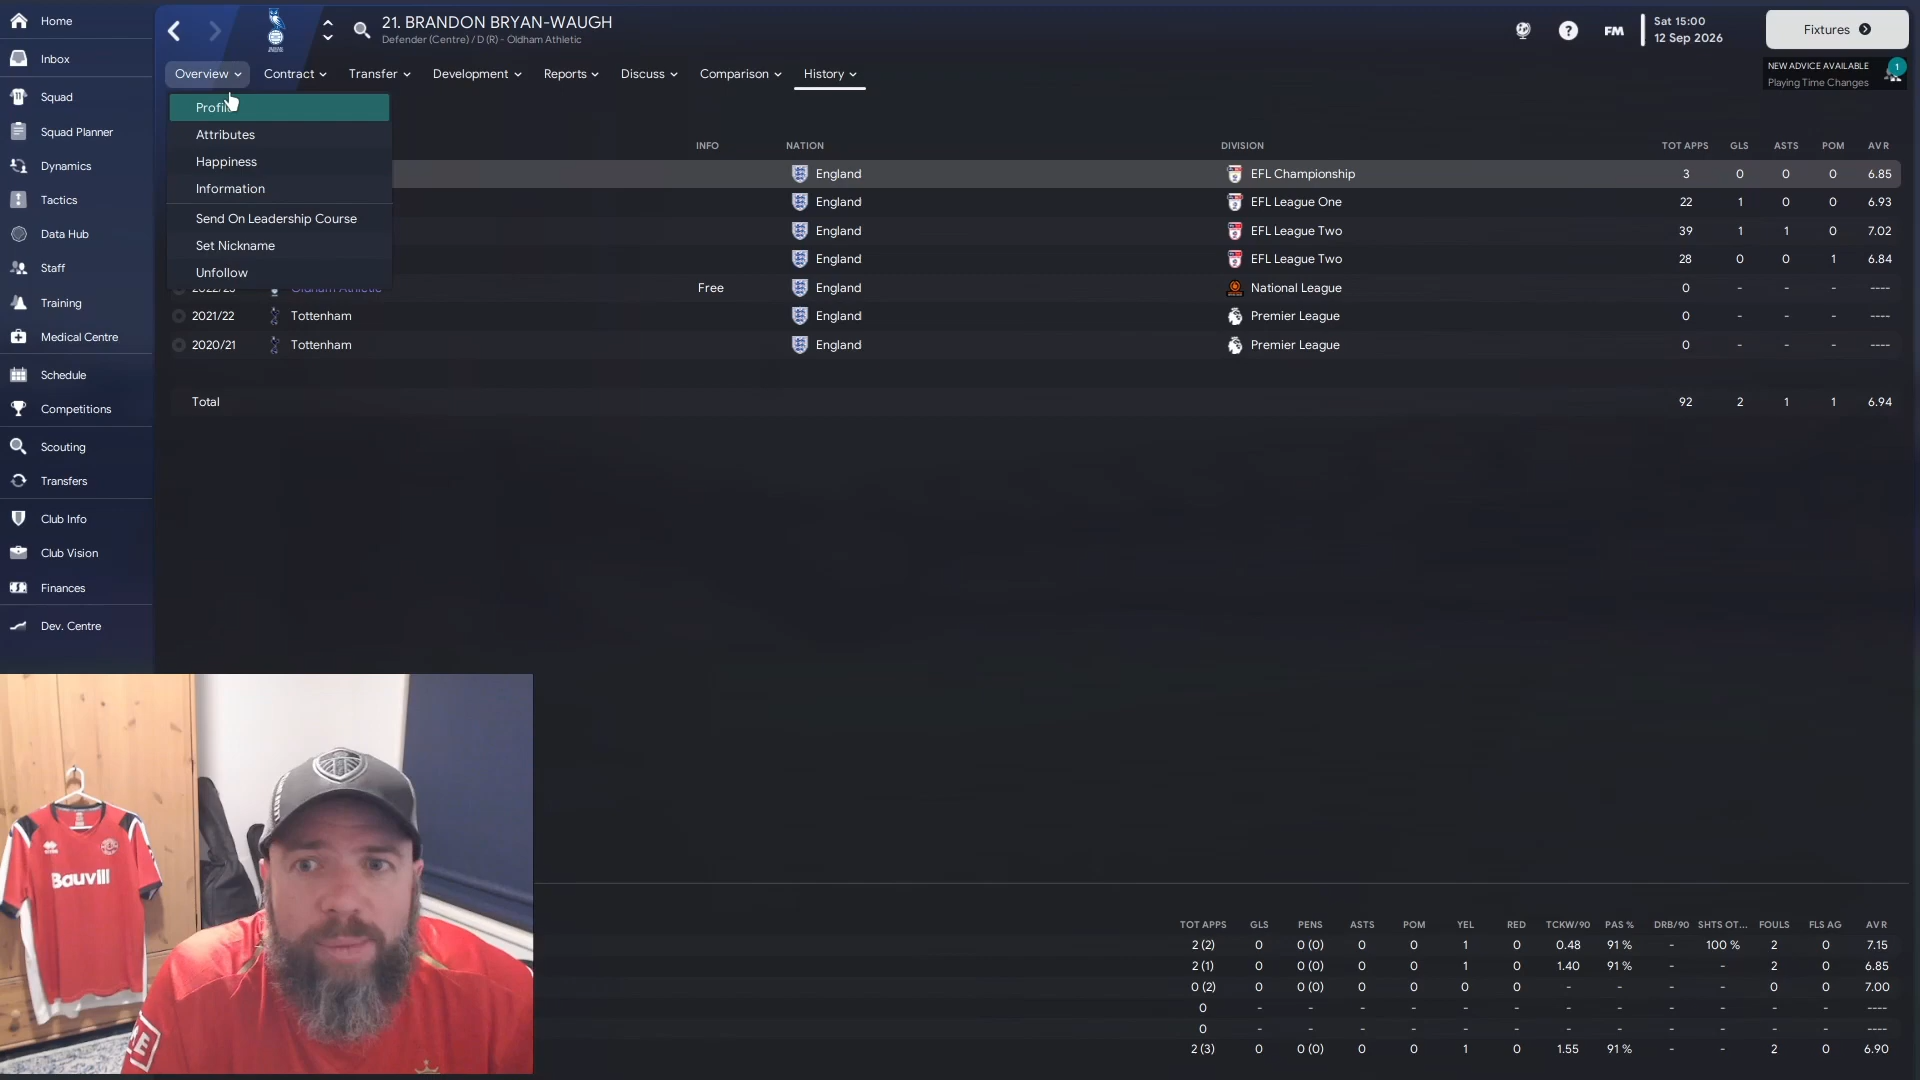 Home
Inbox
Squad
Squad Planner
Dynamics
Tactics
Data Hub
Staff
Training
Medical Centre
Schedule
Competitions
Scouting
Transfers
Club Info
Club Vision
Finances
Dev. Centre
21. BRANDON BRYAN-WAUGH
Defender (Centre) / D (R) - Oldham Athletic
FM
Sat 15:00
12 Sep 2026
Fixtures
Overview Contract Transfer Development Reports Discuss Comparison History
NEW ADVICE AVAILABLE 1
Playing Time Changes
Profile
Attributes
Happiness
Information
Send On Leadership Course
Set Nickname
Unfollow
INFO NATION DIVISION TOT APPS GLS ASTS POM AV R
England EFL Championship 3 0 0 0 6.85
England EFL League One 22 1 0 0 6.93
England EFL League Two 39 1 1 0 7.02
England EFL League Two 28 0 0 1 6.84
2022/23 Oldham Athletic Free England National League 0 - - - ----
2021/22 Tottenham England Premier League 0 - - - ----
2020/21 Tottenham England Premier League 0 - - - ----
Total 92 2 1 1 6.94
TOT APPS GLS PENS ASTS POM YEL RED TCKW/90 PAS % DRB/90 SHTS OT... FOULS FLS AG AV R
2 (2) 0 0 (0) 0 0 1 0 0.48 91 % - 100 % 2 0 7.15
2 (1) 0 0 (0) 0 0 1 0 1.40 91 % - - 2 0 6.85
0 (2) 0 0 (0) 0 0 0 0 - - - - 0 0 7.00
0 - - - - - - - - - - - - ----
0 - - - - - - - - - - - - ----
2 (3) 0 0 (0) 0 0 1 0 1.55 91 % - - 2 0 6.90
Bauvill